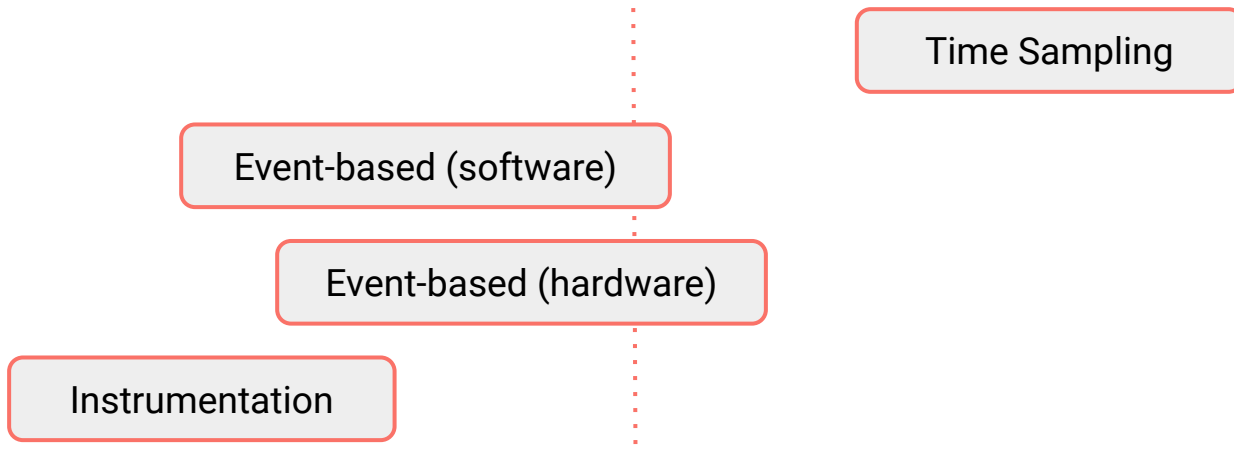 Time Sampling
Event-based (software)
Event-based (hardware)
Instrumentation